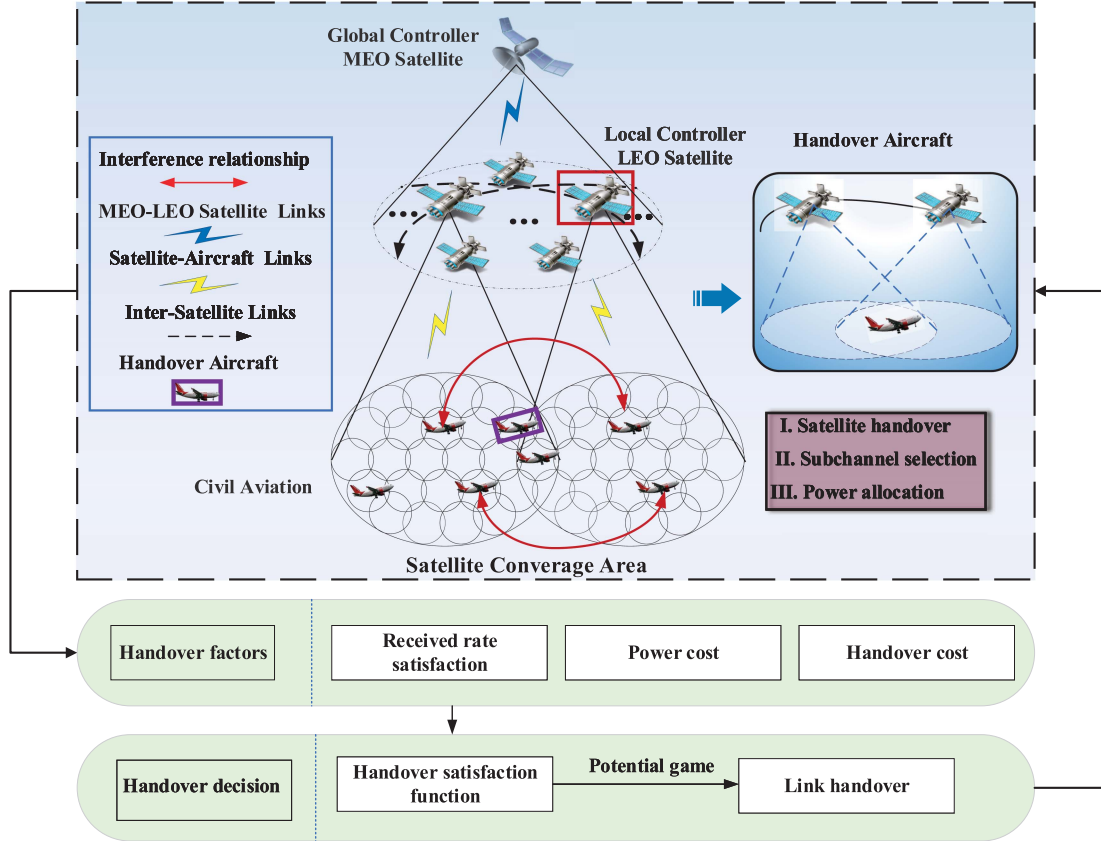 Global Controller
MEO Satellite
Local Controller
LEO Satellite
Handover Aircraft
Interference relationship
MEO-LEO Satellite Links
Satellite-Aircraft Links
Inter-Satellite Links
Handover Aircraft
I. Satellite handover
II. Subchannel selection
III. Power allocation
Civil Aviation
Satellite Converage Area
Handover factors
Received rate
satisfaction
Power cost
Handover cost
Handover decision
Handover satisfaction
function
Potential game
Link handover